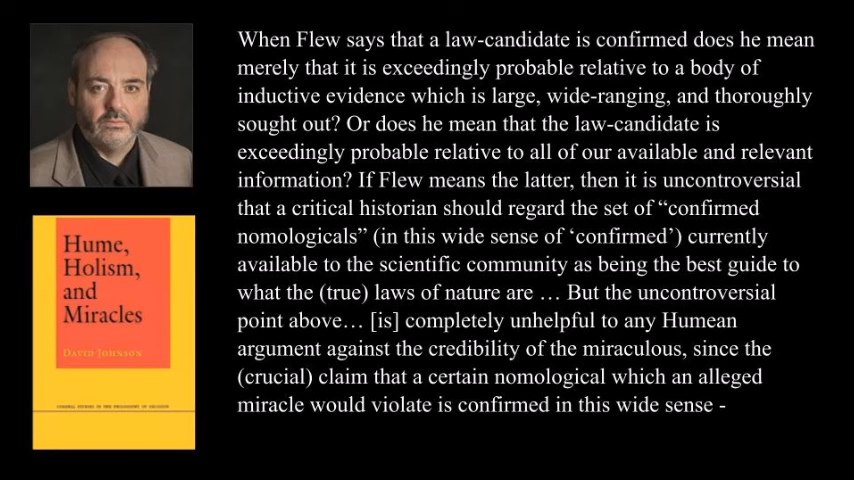 When Flew says that a law-candidate is confirmed does he mean
merely that it is exceedingly probable relative to a body of
inductive evidence which is large, wide-ranging, and thoroughly
sought out? Or does he mean that the law-candidate is
exceedingly probable relative to all of our available and relevant
information? If Flew means the latter, then it is uncontroversial
that a critical historian should regard the set of “confirmed
nomologicals” (in this wide sense of ‘confirmed’) currently
available to the scientific community as being the best guide to
what the (true) laws of nature are … But the uncontroversial
point above… [is] completely unhelpful to any Humean
argument against the credibility of the miraculous, since the
(crucial) claim that a certain nomological which an alleged
miracle would violate is confirmed in this wide sense -
Hume,
Holism,
and
Miracles
DAVID JOHNSON
CORNELL STUDIES IN THE PHILOSOPHY OF RELIGION